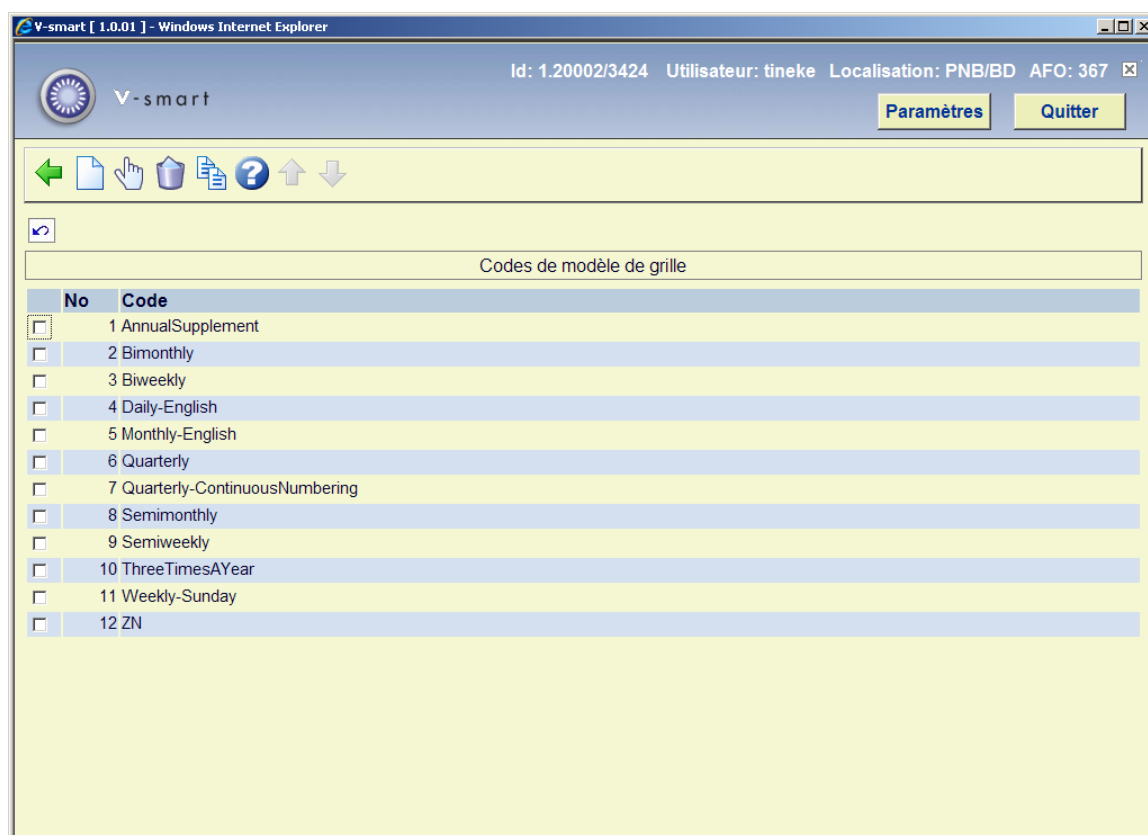 V-smart [ 1.0.01 ] - Windows Internet Explorer
Id: 1.20002/3424 Utilisateur: tineke Localisation: PNB/BD AFO: 367
V-smart
Paramètres Quitter
Codes de modèle de grille
No Code
1 AnnualSupplement
2 Bimonthly
3 Biweekly
4 Daily-English
5 Monthly-English
6 Quarterly
7 Quarterly-ContinuousNumbering
8 Semimonthly
9 Semiweekly
10 ThreeTimesAYear
11 Weekly-Sunday
12 ZN